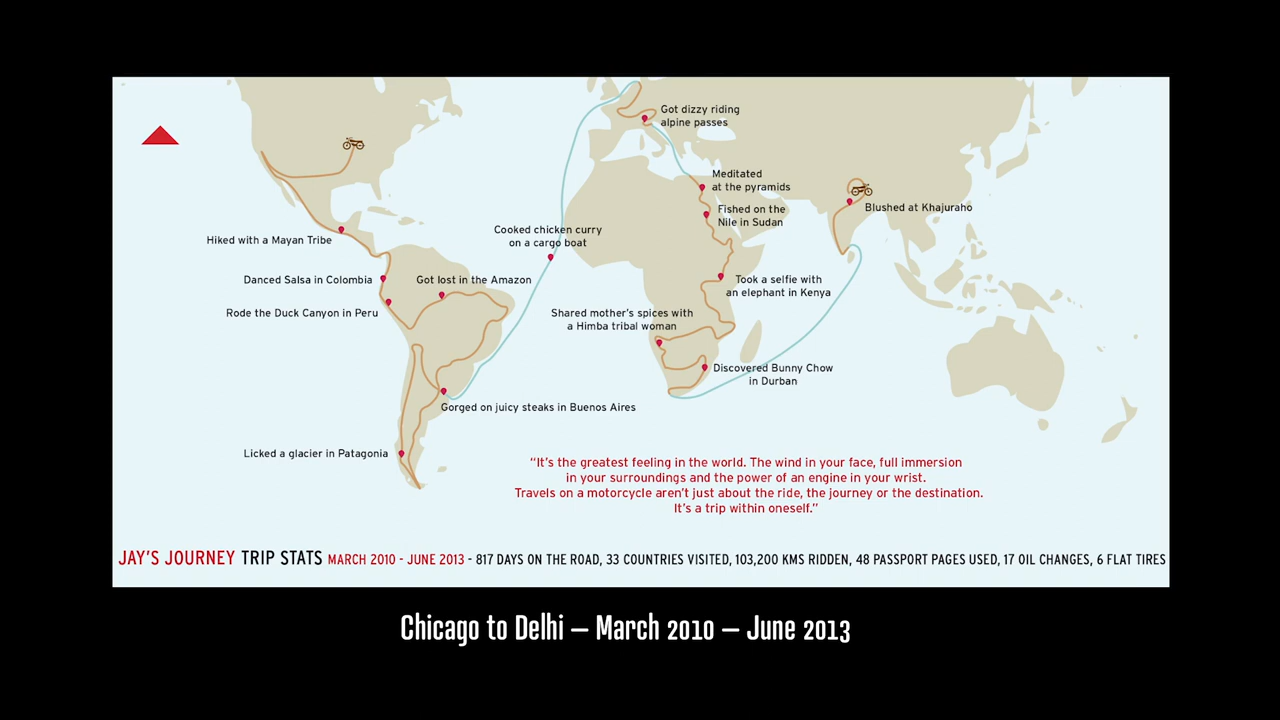 Got dizzy riding
alpine passes
Meditated
at the pyramids
Fished on the
Nile in Sudan
Blushed at Khajuraho
Hiked with a Mayan Tribe
Cooked chicken curry
on a cargo boat
Danced Salsa in Colombia
Got lost in the Amazon
Took a selfie with
an elephant in Kenya
Rode the Duck Canyon in Peru
Shared mother's spices with
a Himba tribal woman
Discovered Bunny Chow
in Durban
Gorged on juicy steaks in Buenos Aires
Licked a glacier in Patagonia
“It's the greatest feeling in the world. The wind in your face, full immersion
in your surroundings and the power of an engine in your wrist.
Travels on a motorcycle aren't just about the ride, the journey or the destination.
It's a trip within oneself.”
JAY'S JOURNEY TRIP STATS MARCH 2010 - JUNE 2013 - 817 DAYS ON THE ROAD, 33 COUNTRIES VISITED, 103,200 KMS RIDDEN, 48 PASSPORT PAGES USED, 17 OIL CHANGES, 6 FLAT TIRES
Chicago to Delhi – March 2010 – June 2013